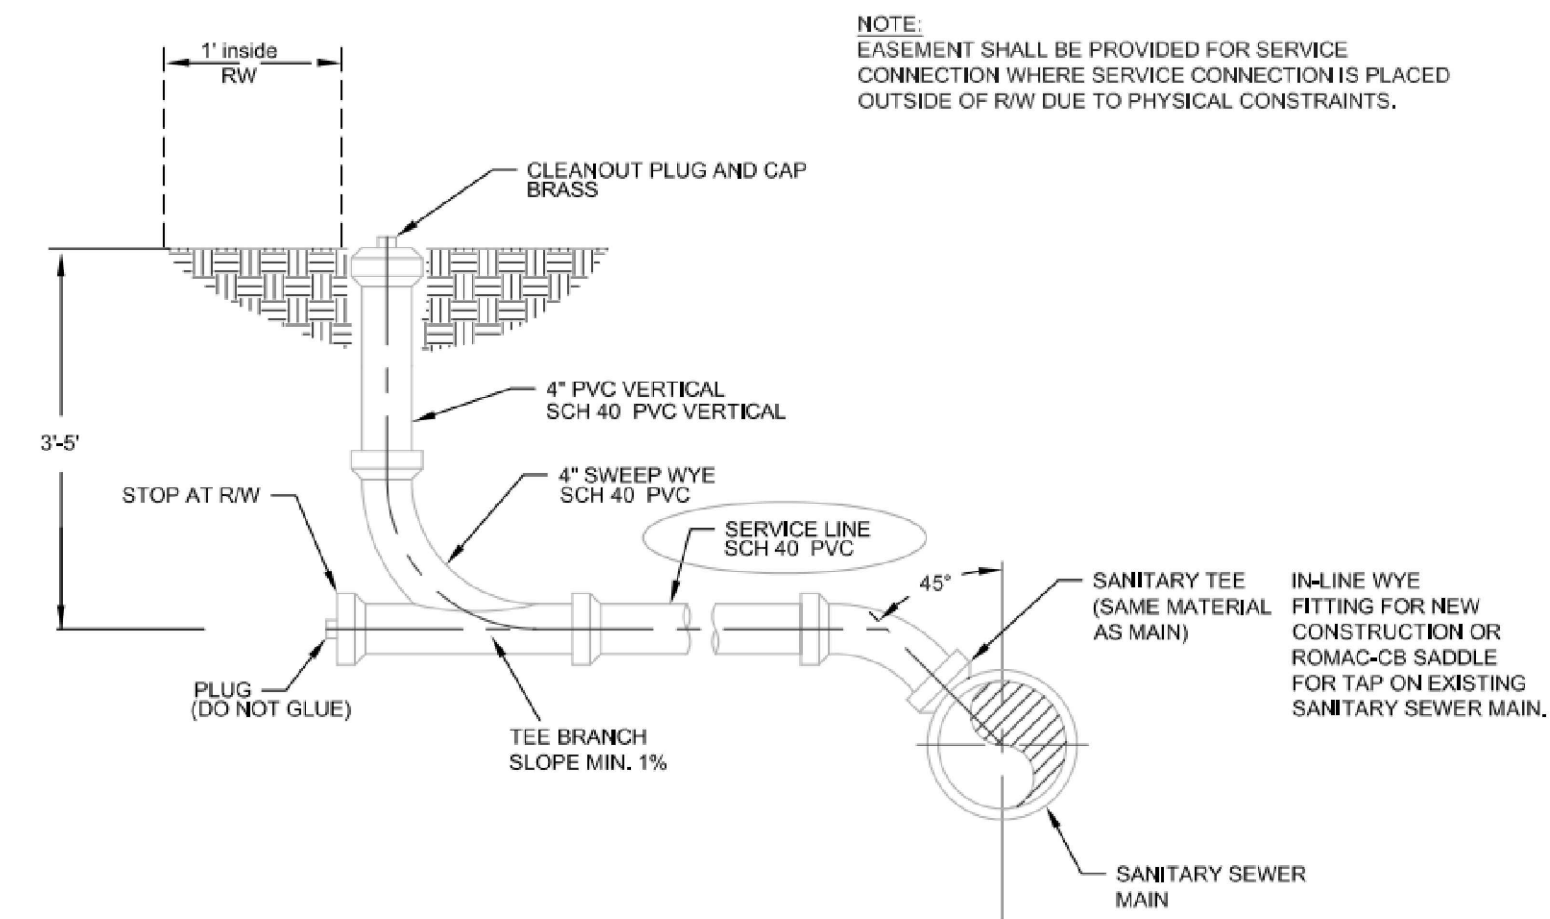 NOTE:
EASEMENT SHALL BE PROVIDED FOR SERVICE
CONNECTION WHERE SERVICE CONNECTION IS PLACED
OUTSIDE OF R/W DUE TO PHYSICAL CONSTRAINTS.
1' inside
RW
CLEANOUT PLUG AND CAP
BRASS
4" PVC VERTICAL
SCH 40 PVC VERTICAL
3'-5'
4" SWEEP WYE
SCH 40 PVC
STOP AT R/W
SERVICE LINE
SCH 40 PVC
45°
SANITARY TEE
(SAME MATERIAL
AS MAIN)
IN-LINE WYE
FITTING FOR NEW
CONSTRUCTION OR
ROMAC-CB SADDLE
FOR TAP ON EXISTING
SANITARY SEWER MAIN.
PLUG
(DO NOT GLUE)
TEE BRANCH
SLOPE MIN. 1%
SANITARY SEWER
MAIN